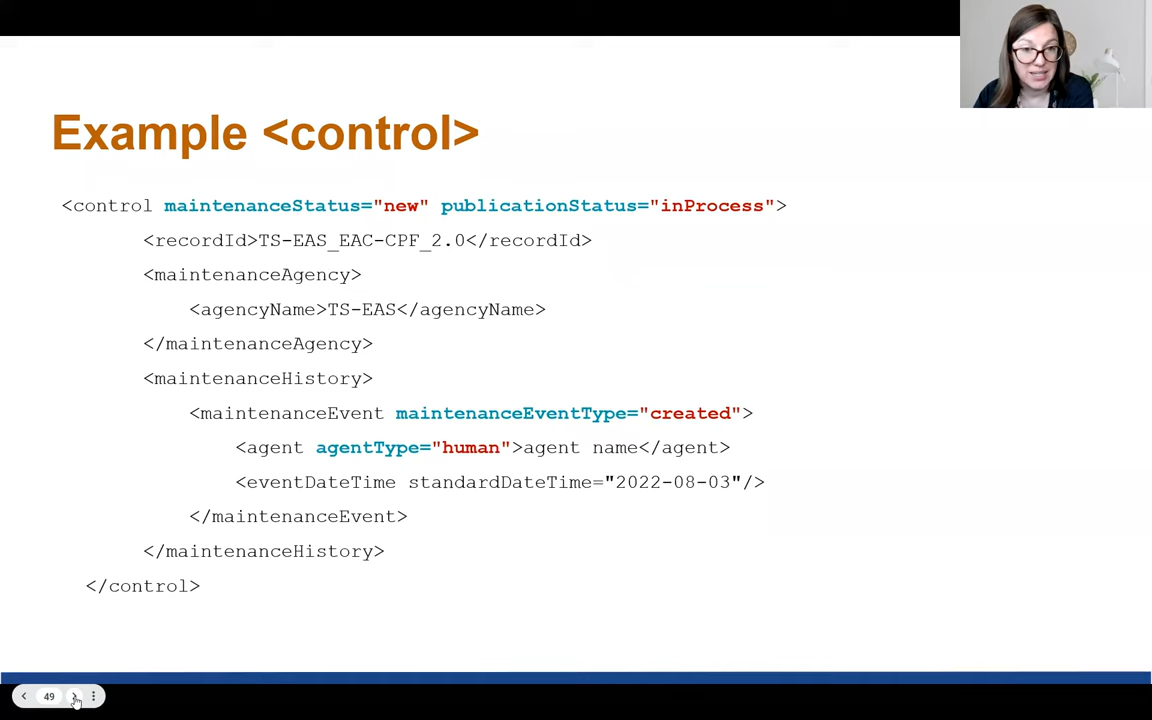 Example <control>
<control maintenanceStatus="new" publicationStatus="inProcess">
<recordId>TS-EAS_EAC-CPF_2.0</recordId>
<maintenanceAgency>
<agencyName>TS-EAS</agencyName>
</maintenanceAgency>
<maintenanceHistory>
<maintenanceEvent maintenanceEventType="created">
<agent agentType="human">agent name</agent>
<eventDateTime standardDateTime="2022-08-03"/>
</maintenanceEvent>
</maintenanceHistory>
</control>
49